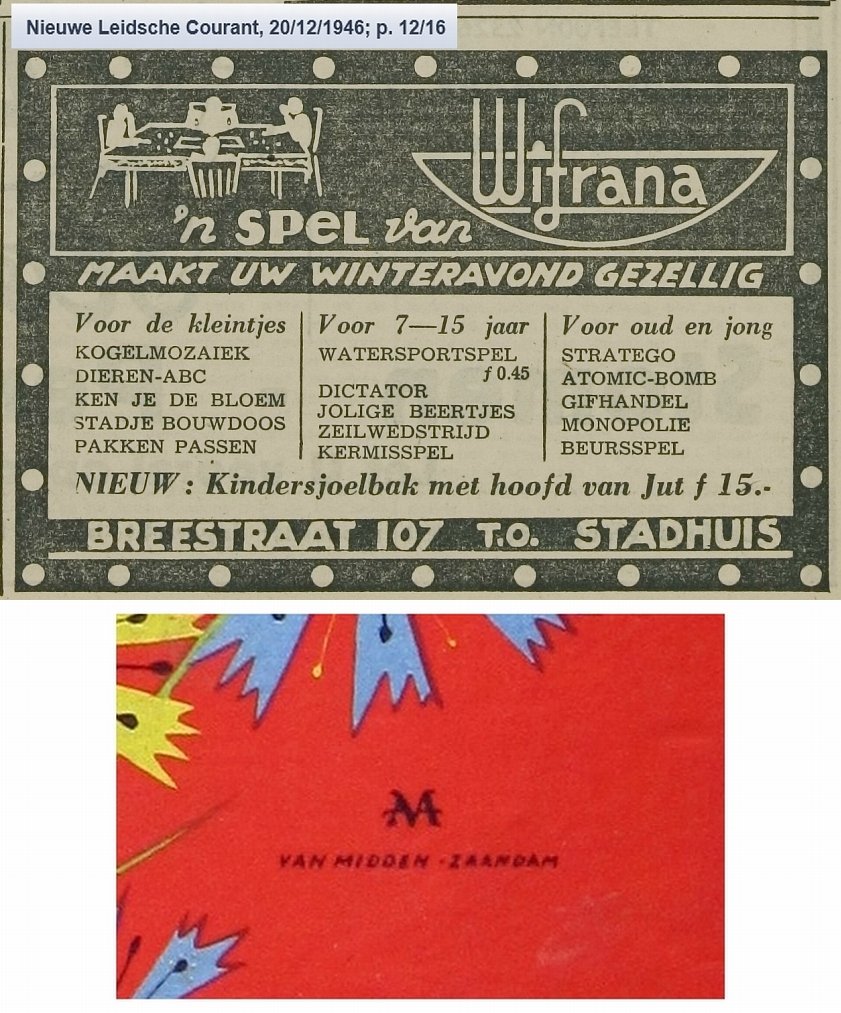 Nieuwe Leidsche Courant, 20/12/1946; p. 12/16
'n SPEL van Wifrana
MAAKT UW WINTERAVOND GEZELLIG
Voor de kleintjes
KOGELMOZAIEK
DIEREN-ABC
KEN JE DE BLOEM
STADJE BOUWDOOS
PAKKEN PASSEN
Voor 7—15 jaar
WATERSPORTSPEL
f 0.45
DICTATOR
JOLIGE BEERTJES
ZEILWEDSTRIJD
KERMISSPEL
Voor oud en jong
STRATEGO
ATOMIC-BOMB
GIFHANDEL
MONOPOLIE
BEURSSPEL
NIEUW: Kindersjoelbak met hoofd van Jut f 15.-
BREESTRAAT 107 T.O. STADHUIS
VAN MIDDEN - ZAANDAM